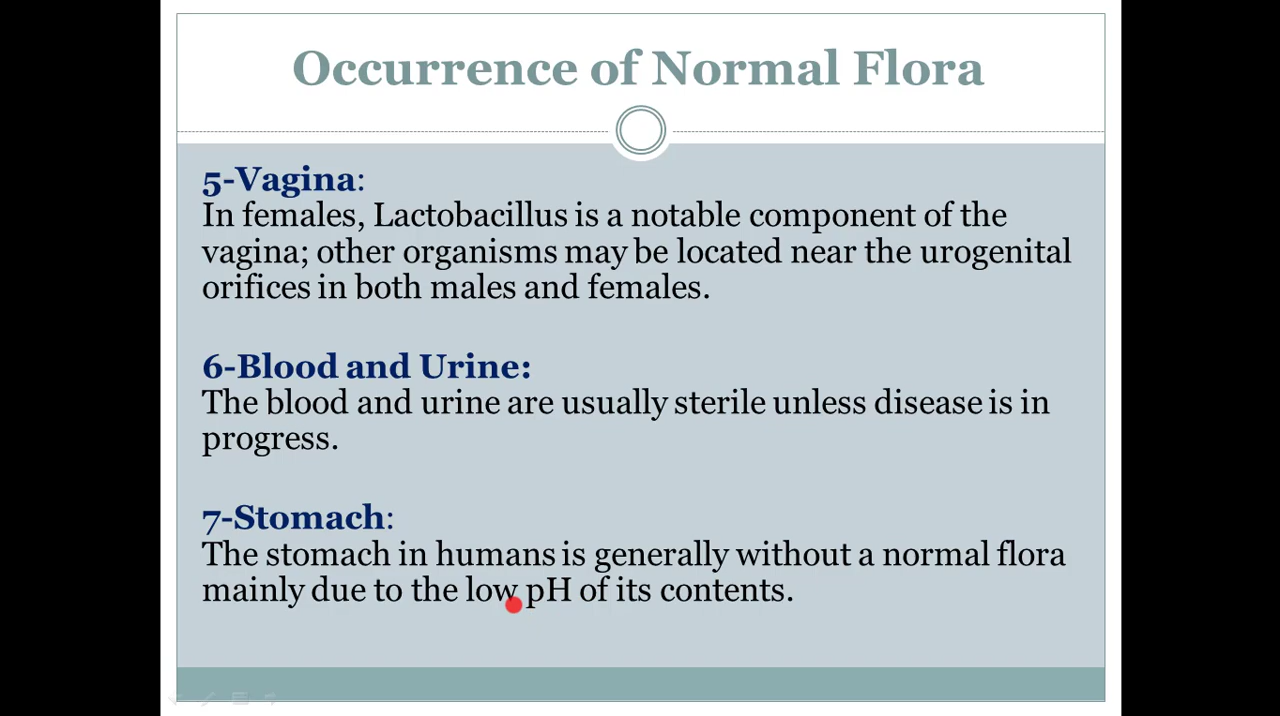 Occurrence of Normal Flora
5-Vagina:
In females, Lactobacillus is a notable component of the
vagina; other organisms may be located near the urogenital
orifices in both males and females.
6-Blood and Urine:
The blood and urine are usually sterile unless disease is in
progress.
7-Stomach:
The stomach in humans is generally without a normal flora
mainly due to the low pH of its contents.